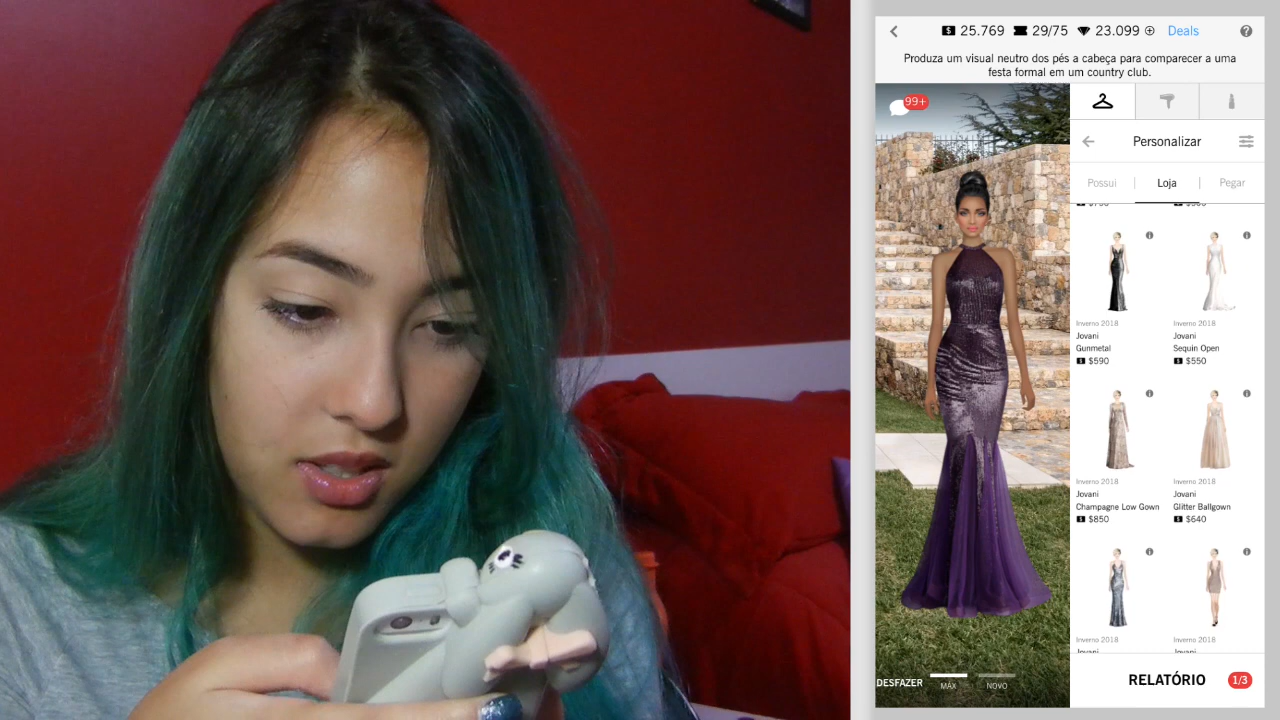 25.769 29/75 23.099 Deals
Produza um visual neutro dos pés a cabeça para comparecer a uma
festa formal em um country club.
99+
Personalizar
Possui Loja Pegar
Inverno 2018 Inverno 2018
Jovani Jovani
Gunmetal Sequin Open
$590 $550
Inverno 2018 Inverno 2018
Jovani Jovani
Champagne Low Gown Glitter Ballgown
$850 $640
Inverno 2018 Inverno 2018
Jovani Jovani
DESFAZER MÁX NOVO
RELATÓRIO 1/3